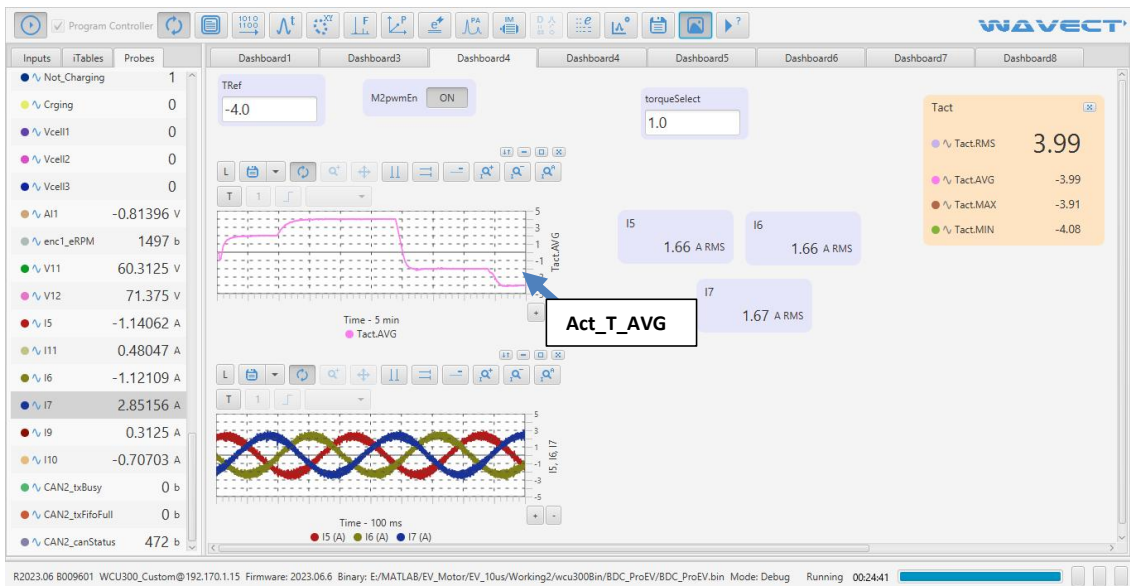 Program Controller
WAVECT
Inputs iTables Probes
Dashboard1 Dashboard3 Dashboard4 Dashboard4 Dashboard5 Dashboard6 Dashboard7 Dashboard8
Not_Charging 1
Crging 0
Vcell1 0
Vcell2 0
Vcell3 0
AI1 -0.81396 V
enc1_eRPM 1497 b
V11 60.3125 V
V12 71.375 V
I5 -1.14062 A
I11 0.48047 A
I6 -1.12109 A
I7 2.85156 A
I9 0.3125 A
I10 -0.70703 A
CAN2_txBusy 0 b
CAN2_txFifoFull 0 b
CAN2_canStatus 472 b
TRef
-4.0
M2pwmEn ON
torqueSelect
1.0
Tact
Tact.RMS 3.99
Tact.AVG -3.99
Tact.MAX -3.91
Tact.MIN -4.08
L
T 1
5
3
1
-1
Tact.AVG
Time - 5 min
Tact.AVG
Act_T_AVG
I5
1.66 A RMS
I6
1.66 A RMS
I7
1.67 A RMS
L
T 1
5
3
1
-1
-3
-5
I5, I6, I7
Time - 100 ms
I5 (A) I6 (A) I7 (A)
R2023.06 B009601 WCU300_Custom@192.170.1.15 Firmware: 2023.06.6 Binary: E:/MATLAB/EV_Motor/EV_10us/Working2/wcu300Bin/BDC_ProEV/BDC_ProEV.bin Mode: Debug Running 00:24:41